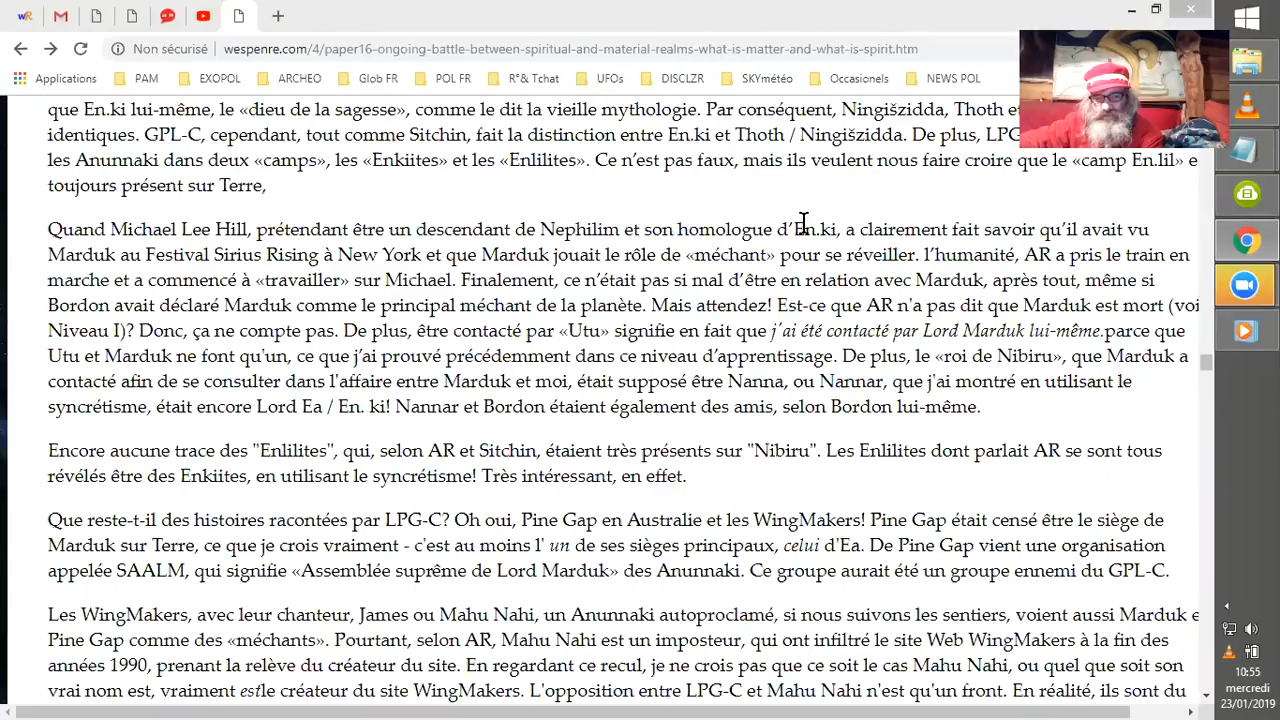 Non sécurisé
wespenre.com/4/paper16-ongoing-battle-between-spiritual-and-material-realms-what-is-matter-and-what-is-spirit.htm
Applications PAM EXOPOL ARCHEO Glob FR POL FR R°& Tchat UFOs DISCLZR SKYmétéo Occasionels NEWS POL
que En.ki lui-même, le «dieu de la sagesse» comme le dit la vieille mythologie. Par conséquent, Ningišzidda, Thoth et
identiques. GPL-C, cependant, tout comme Sitchin, fait la distinction entre En.ki et Thoth / Ningišzidda. De plus, LPG
les Anunnaki dans deux «camps», les «Enkiites» et les «Enlilites». Ce n'est pas faux, mais ils veulent nous faire croire que le «camp En.lil» e
toujours présent sur Terre,
Quand Michael Lee Hill, prétendant être un descendant de Nephilim et son homologue d'En.ki, a clairement fait savoir qu'il avait vu
Marduk au Festival Sirius Rising à New York et que Marduk jouait le rôle de «méchant» pour se réveiller. l'humanité, AR a pris le train en
marche et a commencé à «travailler» sur Michael. Finalement, ce n'était pas si mal d'être en relation avec Marduk, après tout, même si
Bordon avait déclaré Marduk comme le principal méchant de la planète. Mais attendez! Est-ce que AR n'a pas dit que Marduk est mort (voi
Niveau I)? Donc, ça ne compte pas. De plus, être contacté par «Utu» signifie en fait que j'ai été contacté par Lord Marduk lui-même.parce que
Utu et Marduk ne font qu'un, ce que j'ai prouvé précédemment dans ce niveau d'apprentissage. De plus, le «roi de Nibiru», que Marduk a
contacté afin de se consulter dans l'affaire entre Marduk et moi, était supposé être Nanna, ou Nannar, que j'ai montré en utilisant le
syncrétisme, était encore Lord Ea / En. ki! Nannar et Bordon étaient également des amis, selon Bordon lui-même.
Encore aucune trace des "Enlilites", qui, selon AR et Sitchin, étaient très présents sur "Nibiru". Les Enlilites dont parlait AR se sont tous
révélés être des Enkiites, en utilisant le syncrétisme! Très intéressant, en effet.
Que reste-t-il des histoires racontées par LPG-C? Oh oui, Pine Gap en Australie et les WingMakers! Pine Gap était censé être le siège de
Marduk sur Terre, ce que je crois vraiment - c'est au moins l' un de ses sièges principaux, celui d'Ea. De Pine Gap vient une organisation
appelée SAALM, qui signifie «Assemblée suprême de Lord Marduk» des Anunnaki. Ce groupe aurait été un groupe ennemi du GPL-C.
Les WingMakers, avec leur chanteur, James ou Mahu Nahi, un Anunnaki autoproclamé, si nous suivons les sentiers, voient aussi Marduk e
Pine Gap comme des «méchants». Pourtant, selon AR, Mahu Nahi est un imposteur, qui ont infiltré le site Web WingMakers à la fin des
années 1990, prenant la relève du créateur du site. En regardant ce recul, je ne crois pas que ce soit le cas Mahu Nahi, ou quel que soit son
vrai nom est, vraiment estle créateur du site WingMakers. L'opposition entre LPG-C et Mahu Nahi n'est qu'un front. En réalité, ils sont du
10:55
mercredi
23/01/2019